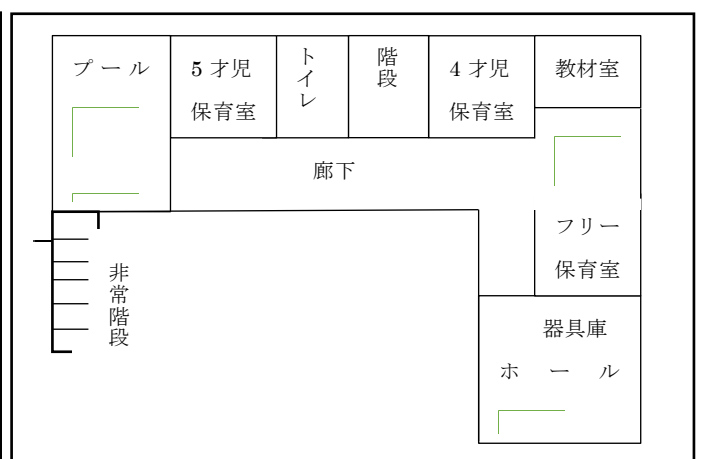 プール
5才児
保育室
トイレ
階段
4才児
保育室
教材室
廊下
フリー
保育室
非常階段
器具庫
ホール